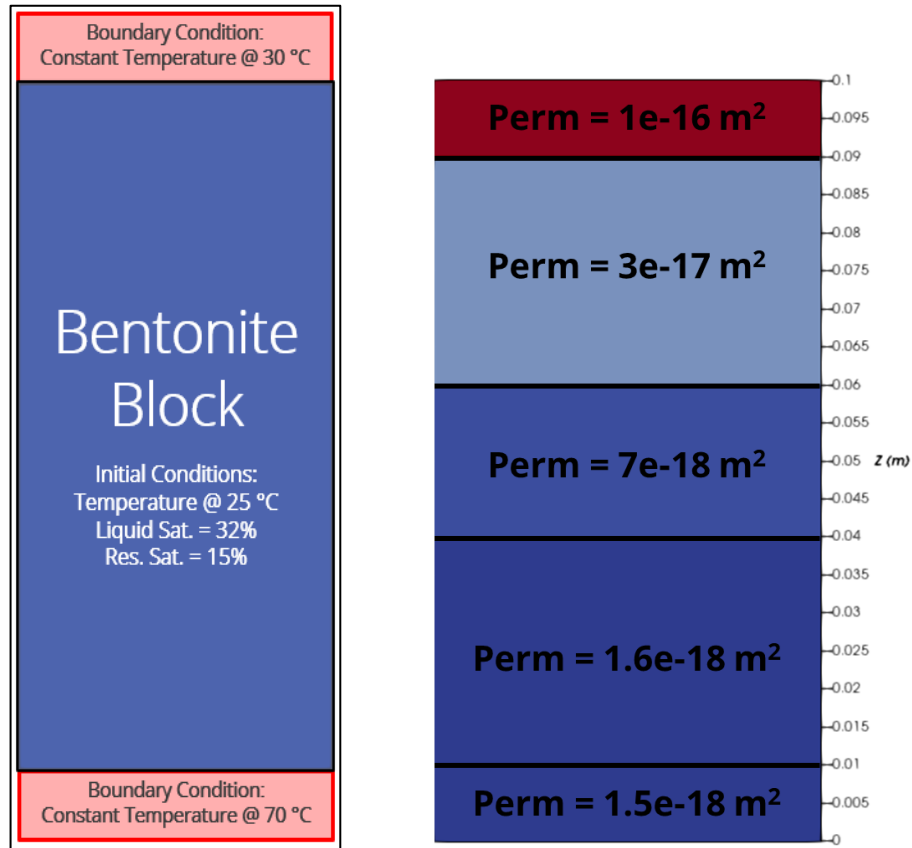 Boundary Condition:
Constant Temperature @ 30 °C
Bentonite
Block
Initial Conditions:
Temperature @ 25 °C
Liquid Sat. = 32%
Res. Sat. = 15%
Boundary Condition:
Constant Temperature @ 70 °C
Perm = 1e-16 m²
Perm = 3e-17 m²
Perm = 7e-18 m²
Perm = 1.6e-18 m²
Perm = 1.5e-18 m²
0.1
0.095
0.09
0.085
0.08
0.075
0.07
0.065
0.06
0.055
0.05 Z (m)
0.045
0.04
0.035
0.03
0.025
0.02
0.015
0.01
0.005
0